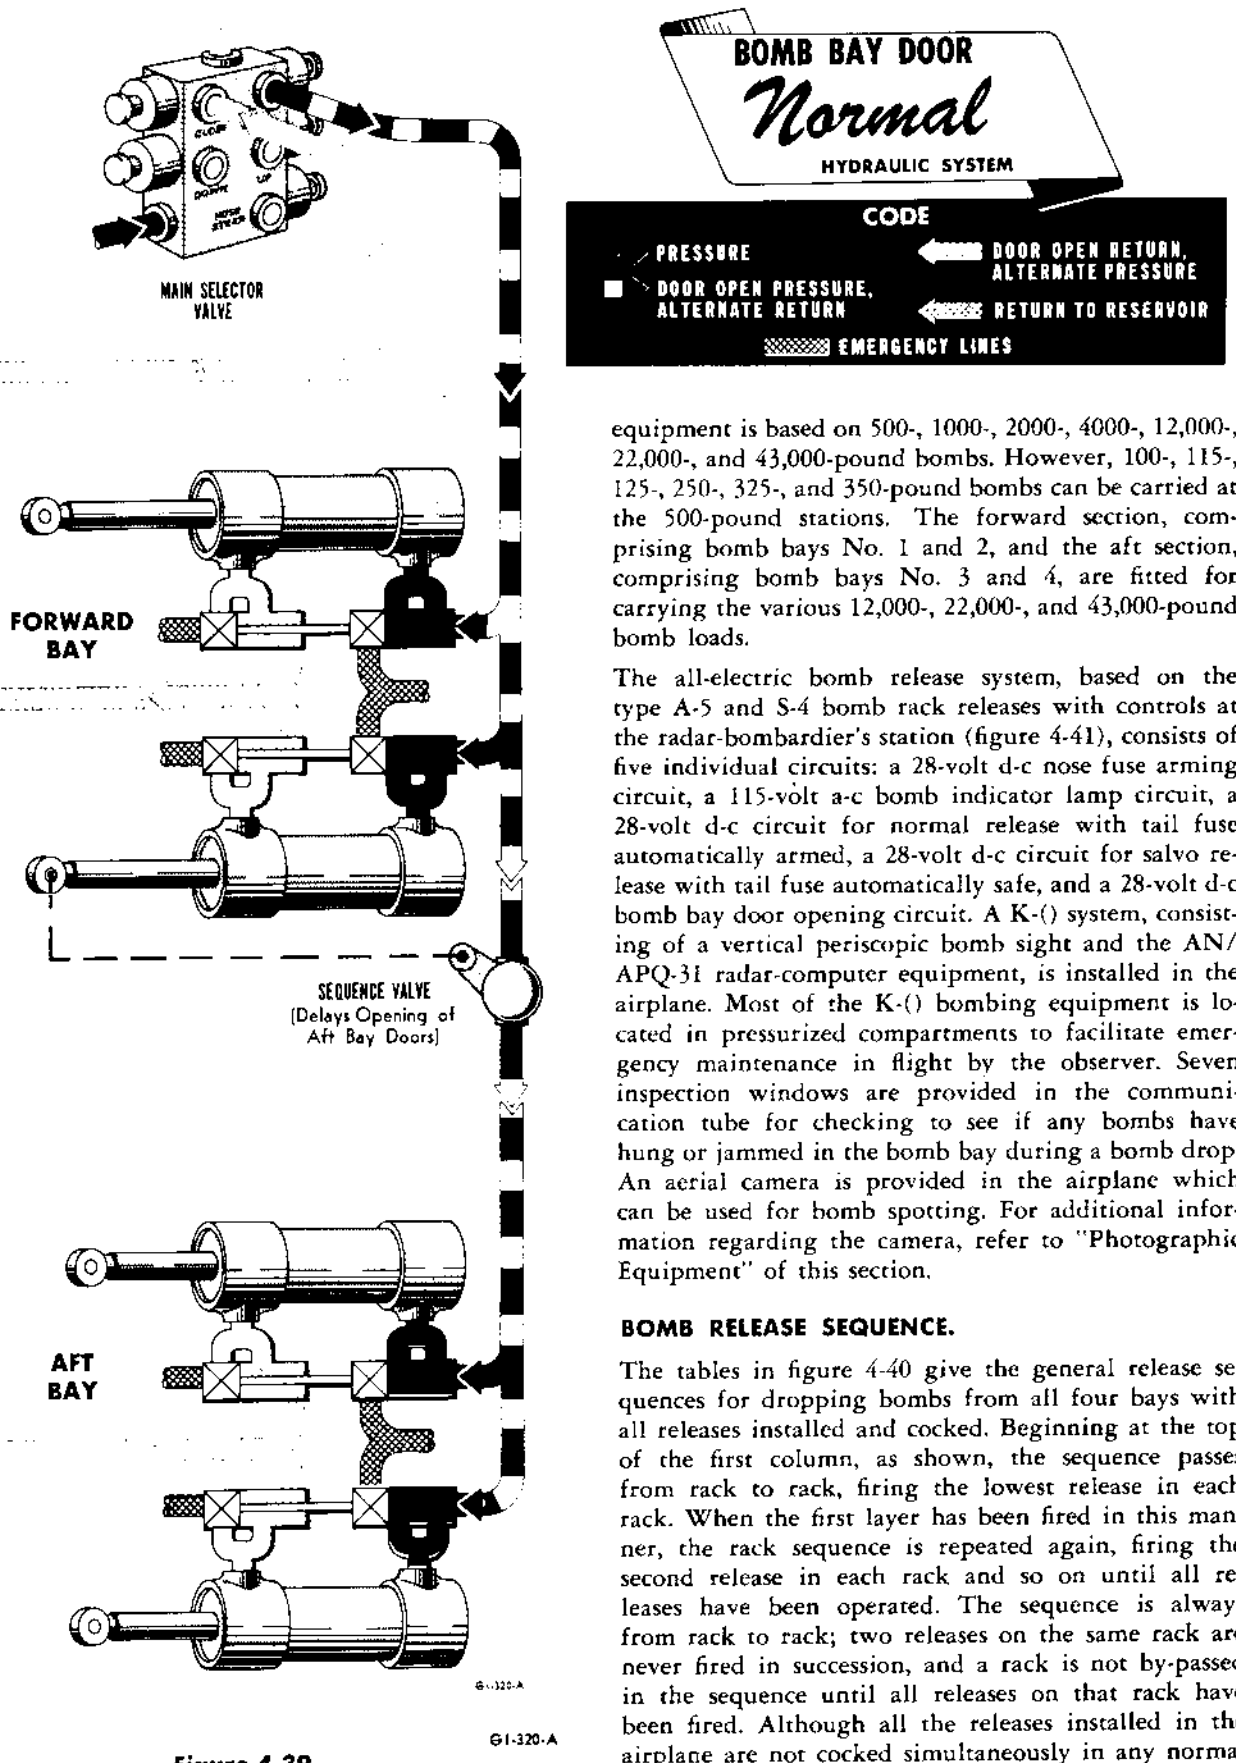 BOMB BAY DOOR
Normal
HYDRAULIC SYSTEM
CODE
PRESSURE
DOOR OPEN PRESSURE,
ALTERNATE RETURN
DOOR OPEN RETURN,
ALTERNATE PRESSURE
RETURN TO RESERVOIR
EMERGENCY LINES
CLOSE
DOWN
UP
NOSE
STEER
MAIN SELECTOR
VALVE
FORWARD
BAY
SEQUENCE VALVE
(Delays Opening of
Aft Bay Doors)
AFT
BAY
G1-320-A
G1-320-A
Figure 4-39
equipment is based on 500-, 1000-, 2000-, 4000-, 12,000-,
22,000-, and 43,000-pound bombs. However, 100-, 115-,
125-, 250-, 325-, and 350-pound bombs can be carried at
the 500-pound stations. The forward section, com-
prising bomb bays No. 1 and 2, and the aft section,
comprising bomb bays No. 3 and 4, are fitted for
carrying the various 12,000-, 22,000-, and 43,000-pound
bomb loads.
The all-electric bomb release system, based on the
type A-5 and S-4 bomb rack releases with controls at
the radar-bombardier's station (figure 4-41), consists of
five individual circuits: a 28-volt d-c nose fuse arming
circuit, a 115-volt a-c bomb indicator lamp circuit, a
28-volt d-c circuit for normal release with tail fuse
automatically armed, a 28-volt d-c circuit for salvo re-
lease with tail fuse automatically safe, and a 28-volt d-c
bomb bay door opening circuit. A K-() system, consist-
ing of a vertical periscopic bomb sight and the AN/
APQ-31 radar-computer equipment, is installed in the
airplane. Most of the K-() bombing equipment is lo-
cated in pressurized compartments to facilitate emer-
gency maintenance in flight by the observer. Seven
inspection windows are provided in the communi-
cation tube for checking to see if any bombs have
hung or jammed in the bomb bay during a bomb drop
An aerial camera is provided in the airplane which
can be used for bomb spotting. For additional infor-
mation regarding the camera, refer to "Photographic
Equipment" of this section.
BOMB RELEASE SEQUENCE.
The tables in figure 4-40 give the general release se
quences for dropping bombs from all four bays with
all releases installed and cocked. Beginning at the top
of the first column, as shown, the sequence passes
from rack to rack, firing the lowest release in each
rack. When the first layer has been fired in this man
ner, the rack sequence is repeated again, firing the
second release in each rack and so on until all re
leases have been operated. The sequence is alway
from rack to rack; two releases on the same rack are
never fired in succession, and a rack is not by-passed
in the sequence until all releases on that rack have
been fired. Although all the releases installed in the
airplane are not cocked simultaneously in any norma